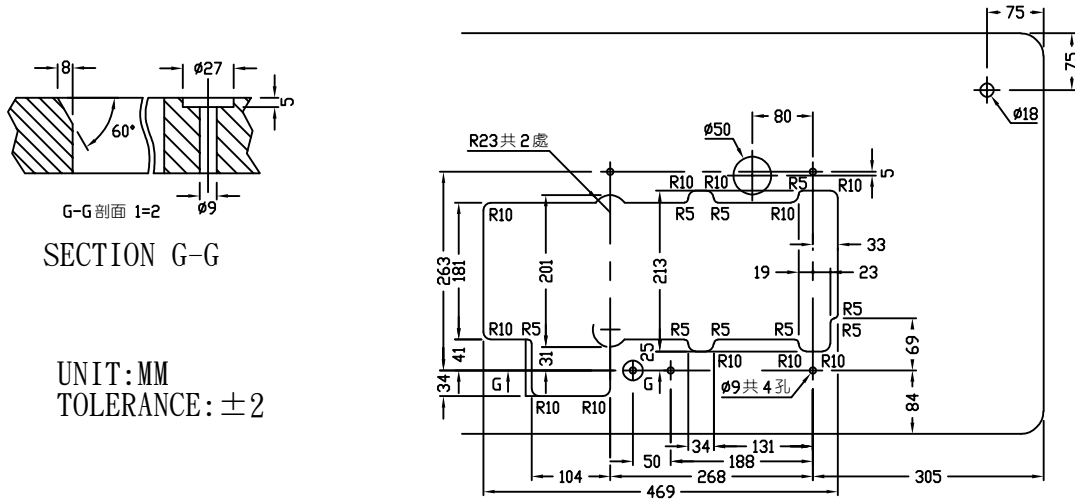 8
ø27
5
60°
G-G剖面 1=2
ø9
SECTION G-G
UNIT:MM
TOLERANCE:±2
75
75
ø18
80
ø50
R23共2處
R10
R10
R5
R10
5
R10
R5
R5
R10
33
263
181
201
213
19
23
R5
R5
R10
R5
R5
R5
R10
69
41
31
25
R10
R10
R10
34
G
G
ø9共4孔
84
R10
R10
34
131
50
188
104
268
305
469